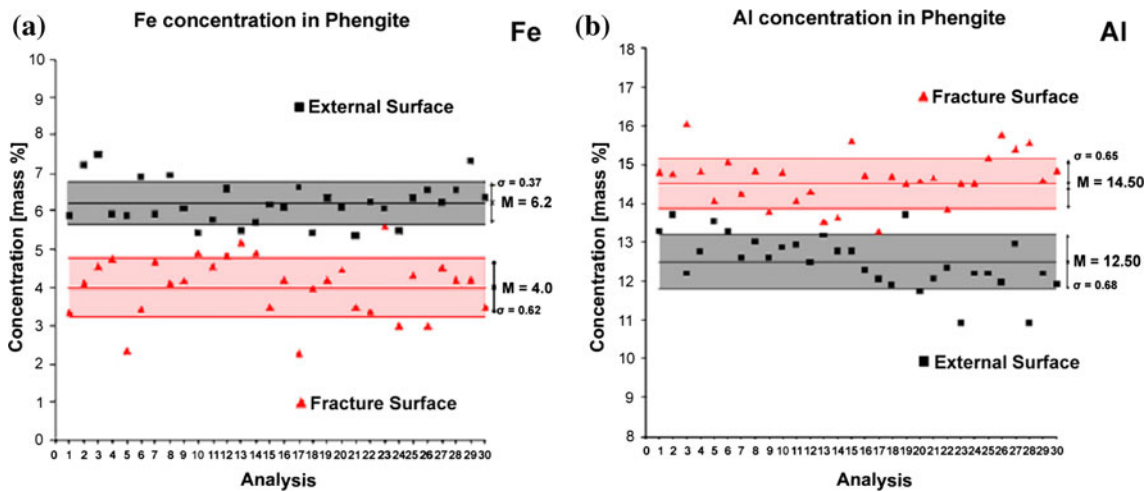 (a)
Fe concentration in Phengite
Fe
Concentration [mass %]
10
9
8
7
6
5
4
3
2
1
0
External Surface
σ = 0.37
M = 6.2
M = 4.0
σ = 0.62
Fracture Surface
0 1 2 3 4 5 6 7 8 9 10 11 12 13 14 15 16 17 18 19 20 21 22 23 24 25 26 27 28 29 30
Analysis
(b)
Al concentration in Phengite
Al
Concentration [mass %]
18
17
16
15
14
13
12
11
10
9
8
Fracture Surface
σ = 0.65
M = 14.50
M = 12.50
σ = 0.68
External Surface
0 1 2 3 4 5 6 7 8 9 10 11 12 13 14 15 16 17 18 19 20 21 22 23 24 25 26 27 28 29 30
Analysis